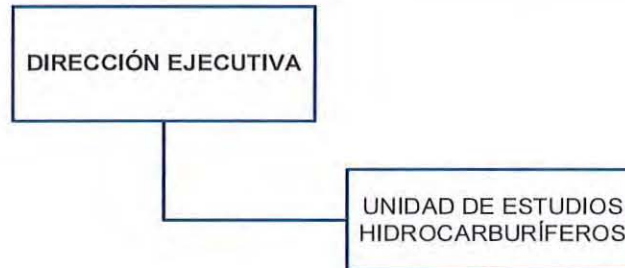 DIRECCIÓN EJECUTIVA
UNIDAD DE ESTUDIOS
HIDROCARBURÍFEROS